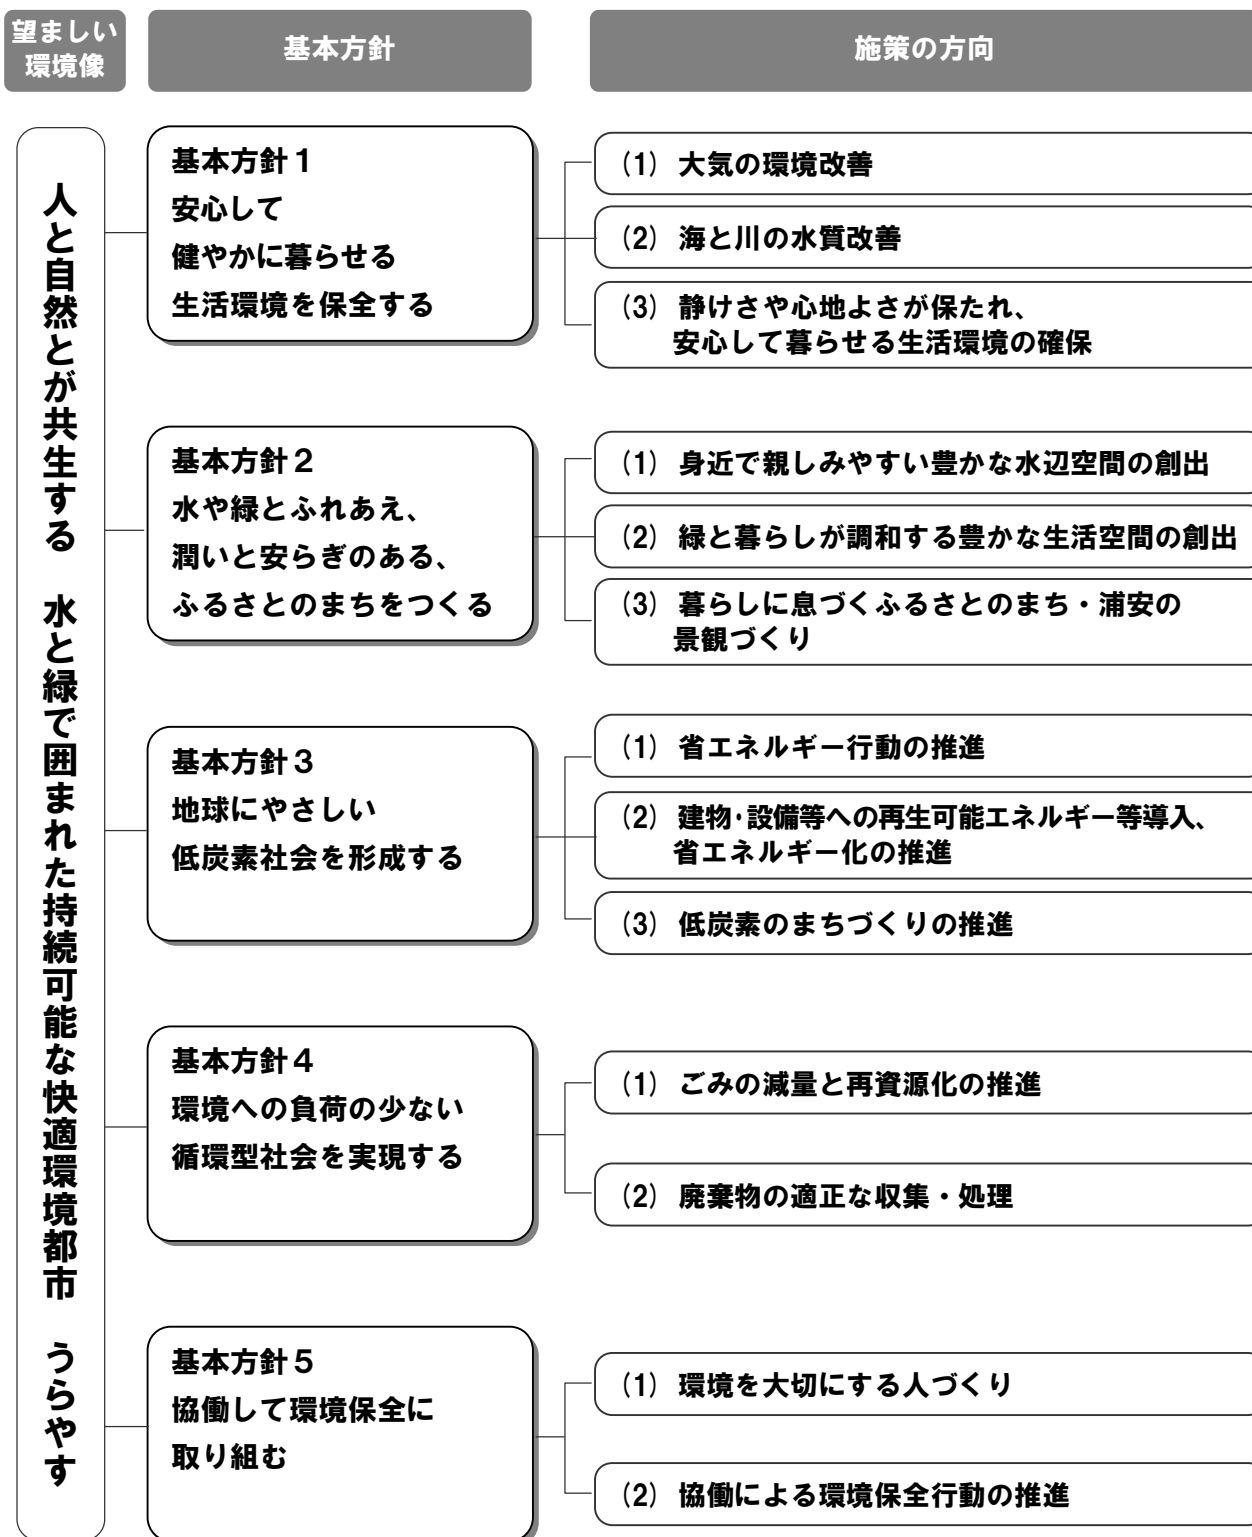 望ましい
環境像
基本方針
施策の方向
人と自然とが共生する　水と緑で囲まれた持続可能な快適環境都市　うらやす
基本方針１
安心して
健やかに暮らせる
生活環境を保全する
(1) 大気の環境改善
(2) 海と川の水質改善
(3) 静けさや心地よさが保たれ、
安心して暮らせる生活環境の確保
基本方針２
水や緑とふれあえ、
潤いと安らぎのある、
ふるさとのまちをつくる
(1) 身近で親しみやすい豊かな水辺空間の創出
(2) 緑と暮らしが調和する豊かな生活空間の創出
(3) 暮らしに息づくふるさとのまち・浦安の
景観づくり
基本方針３
地球にやさしい
低炭素社会を形成する
(1) 省エネルギー行動の推進
(2) 建物・設備等への再生可能エネルギー等導入、
省エネルギー化の推進
(3) 低炭素のまちづくりの推進
基本方針４
環境への負荷の少ない
循環型社会を実現する
(1) ごみの減量と再資源化の推進
(2) 廃棄物の適正な収集・処理
基本方針５
協働して環境保全に
取り組む
(1) 環境を大切にする人づくり
(2) 協働による環境保全行動の推進